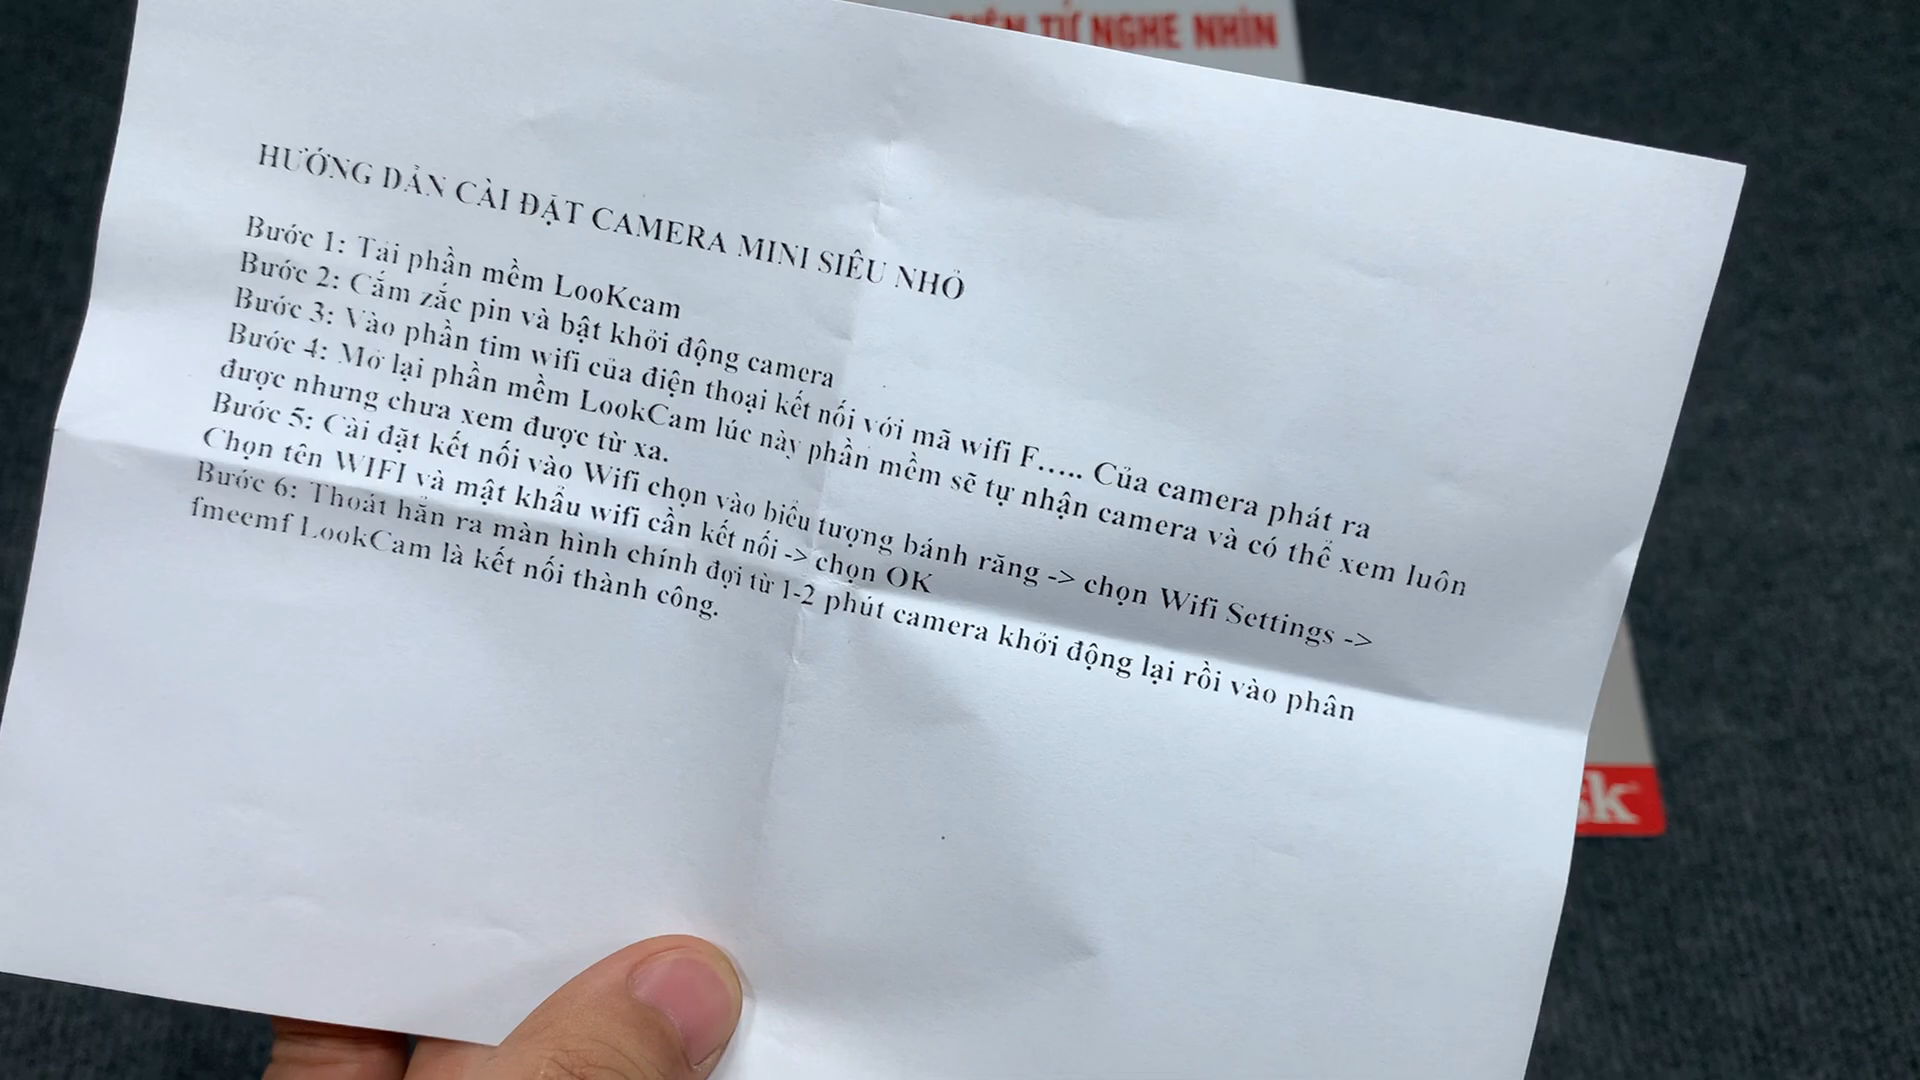 TỬ NGHE NHÌN
HƯỚNG DẪN CÀI ĐẶT CAMERA MINI SIÊU NHỎ
Bước 1: Tải phần mềm LooKcam
Bước 2: Cắm zắc pin và bật khởi động camera
Bước 3: Vào phần tim wifi của điện thoại kết nối với mã wifi F….. Của camera phát ra
Bước 4: Mở lại phần mềm LookCam lúc này phần mềm sẽ tự nhận camera và có thể xem luôn
được nhưng chưa xem được từ xa.
Bước 5: Cài đặt kết nối vào Wifi chọn vào biểu tượng bánh răng -> chọn Wifi Settings ->
Chọn tên WIFI và mật khẩu wifi cần kết nối -> chọn OK
Bước 6: Thoát hẳn ra màn hình chính đợi từ 1-2 phút camera khởi động lại rồi vào phân
fmeemf LookCam là kết nối thành công.